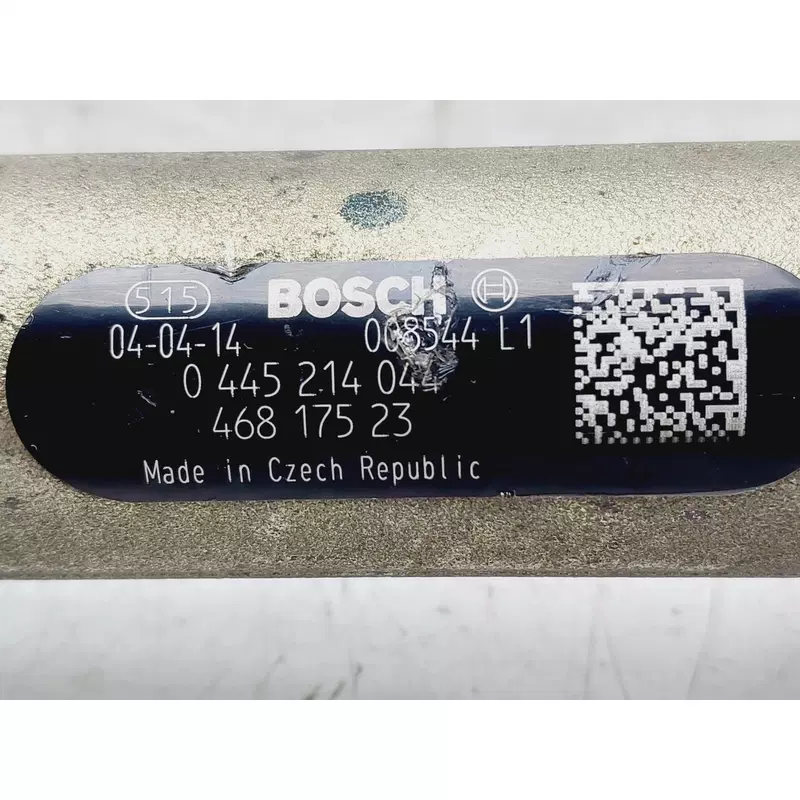 515 BOSCH
04-04-14 008544 L1
0 445 214 044
468 175 23
Made in Czech Republic